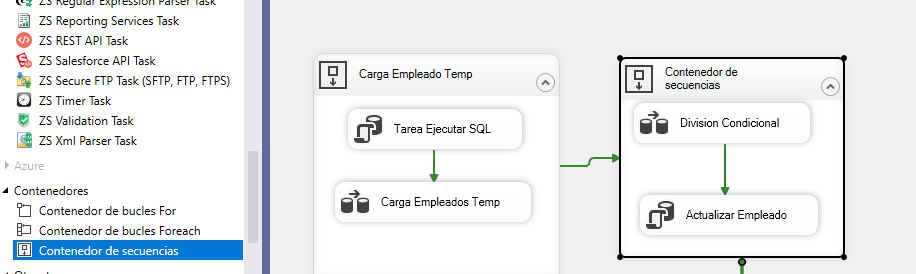 ZS Regular Expression Parser Task
ZS Reporting Services Task
ZS REST API Task
ZS Salesforce API Task
ZS Secure FTP Task (SFTP, FTP, FTPS)
ZS Timer Task
ZS Validation Task
ZS Xml Parser Task
Azure
Contenedores
Contenedor de bucles For
Contenedor de bucles Foreach
Contenedor de secuencias
Carga Empleado Temp
Tarea Ejecutar SQL
Carga Empleados Temp
Contenedor de
secuencias
Division Condicional
Actualizar Empleado